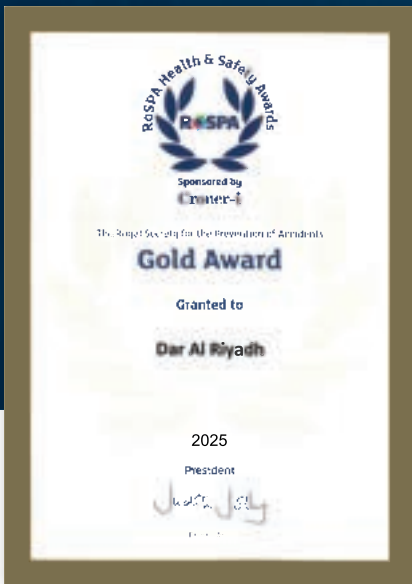 RoSPA Health & Safety Awards
RoSPA
Sponsored by
Croner-i
The Royal Society for the Prevention of Accidents
Gold Award
Granted to
Dar Al Riyadh
2025
President